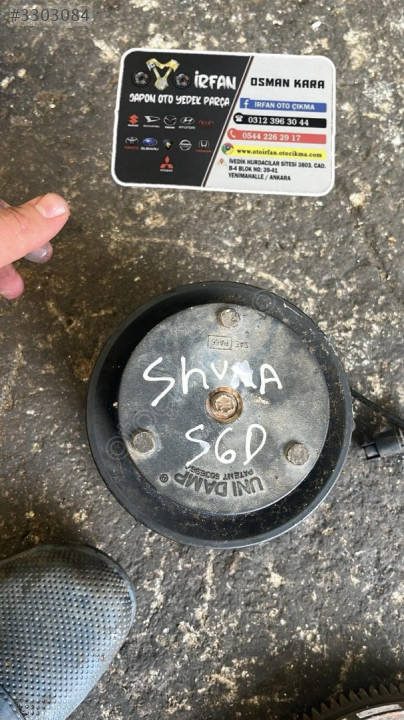 #3303084
İRFAN
JAPON OTO YEDEK PARÇA
OSMAN KARA
İRFAN OTO ÇIKMA
0312 396 30 44
0544 226 29 17
www.otoirfan.otocikma.com
İVEDİK HURDACILAR SİTESİ 3803. CAD.
B-4 BLOK NO: 39-41
YENİMAHALLE / ANKARA
SAE
Shuma
S6D
UNI DAMP®
PATENT